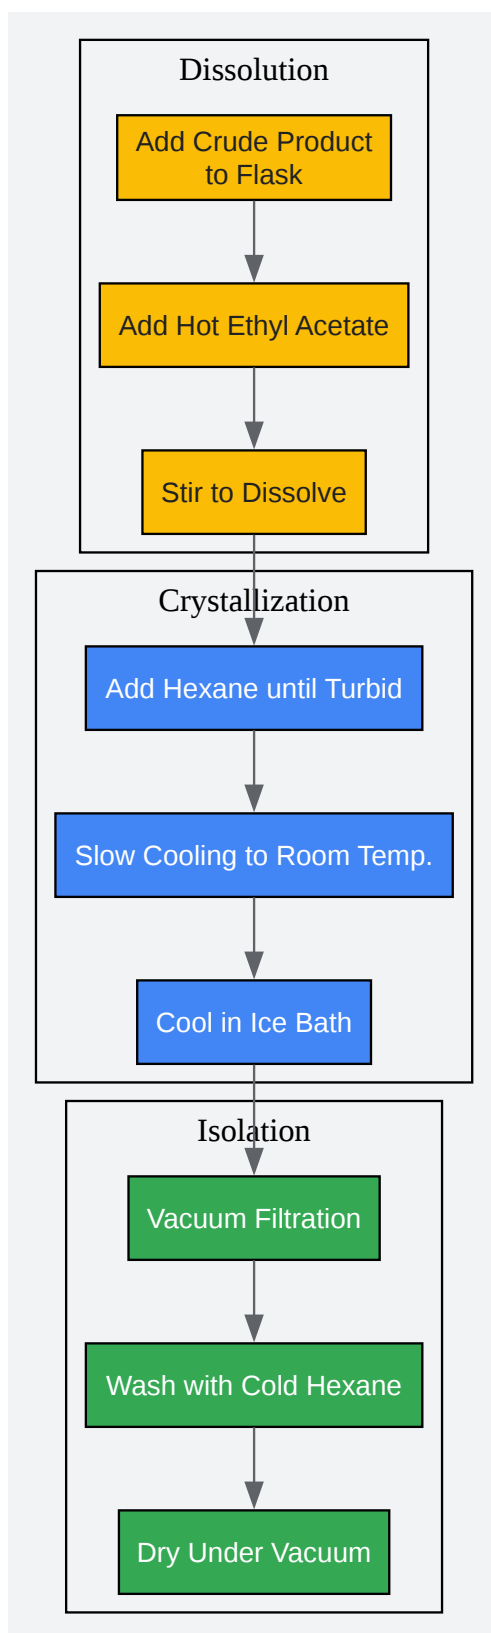 Dissolution
Add Crude Product
to Flask
Add Hot Ethyl Acetate
Stir to Dissolve
Crystallization
Add Hexane until Turbid
Slow Cooling to Room Temp.
Cool in Ice Bath
Isolation
Vacuum Filtration
Wash with Cold Hexane
Dry Under Vacuum